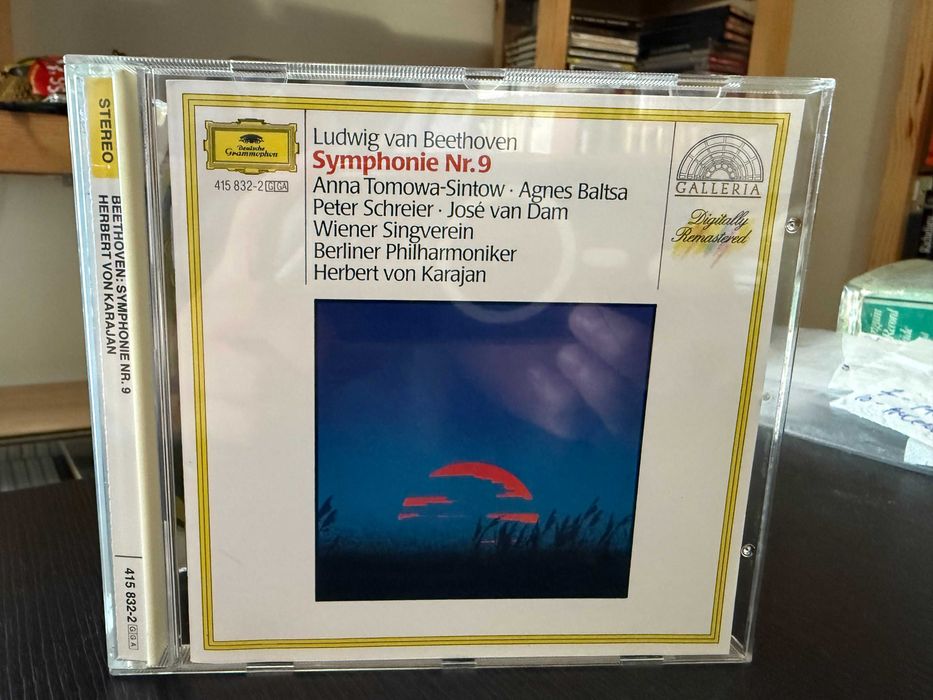 STEREO
BEETHOVEN: SYMPHONIE NR. 9
HERBERT VON KARAJAN
415 832-2 GGA
Deutsche
Grammophon
415 832-2 GGA
Ludwig van Beethoven
Symphonie Nr. 9
Anna Tomowa-Sintow · Agnes Baltsa
Peter Schreier · José van Dam
Wiener Singverein
Berliner Philharmoniker
Herbert von Karajan
GALLERIA
Digitally
Remastered